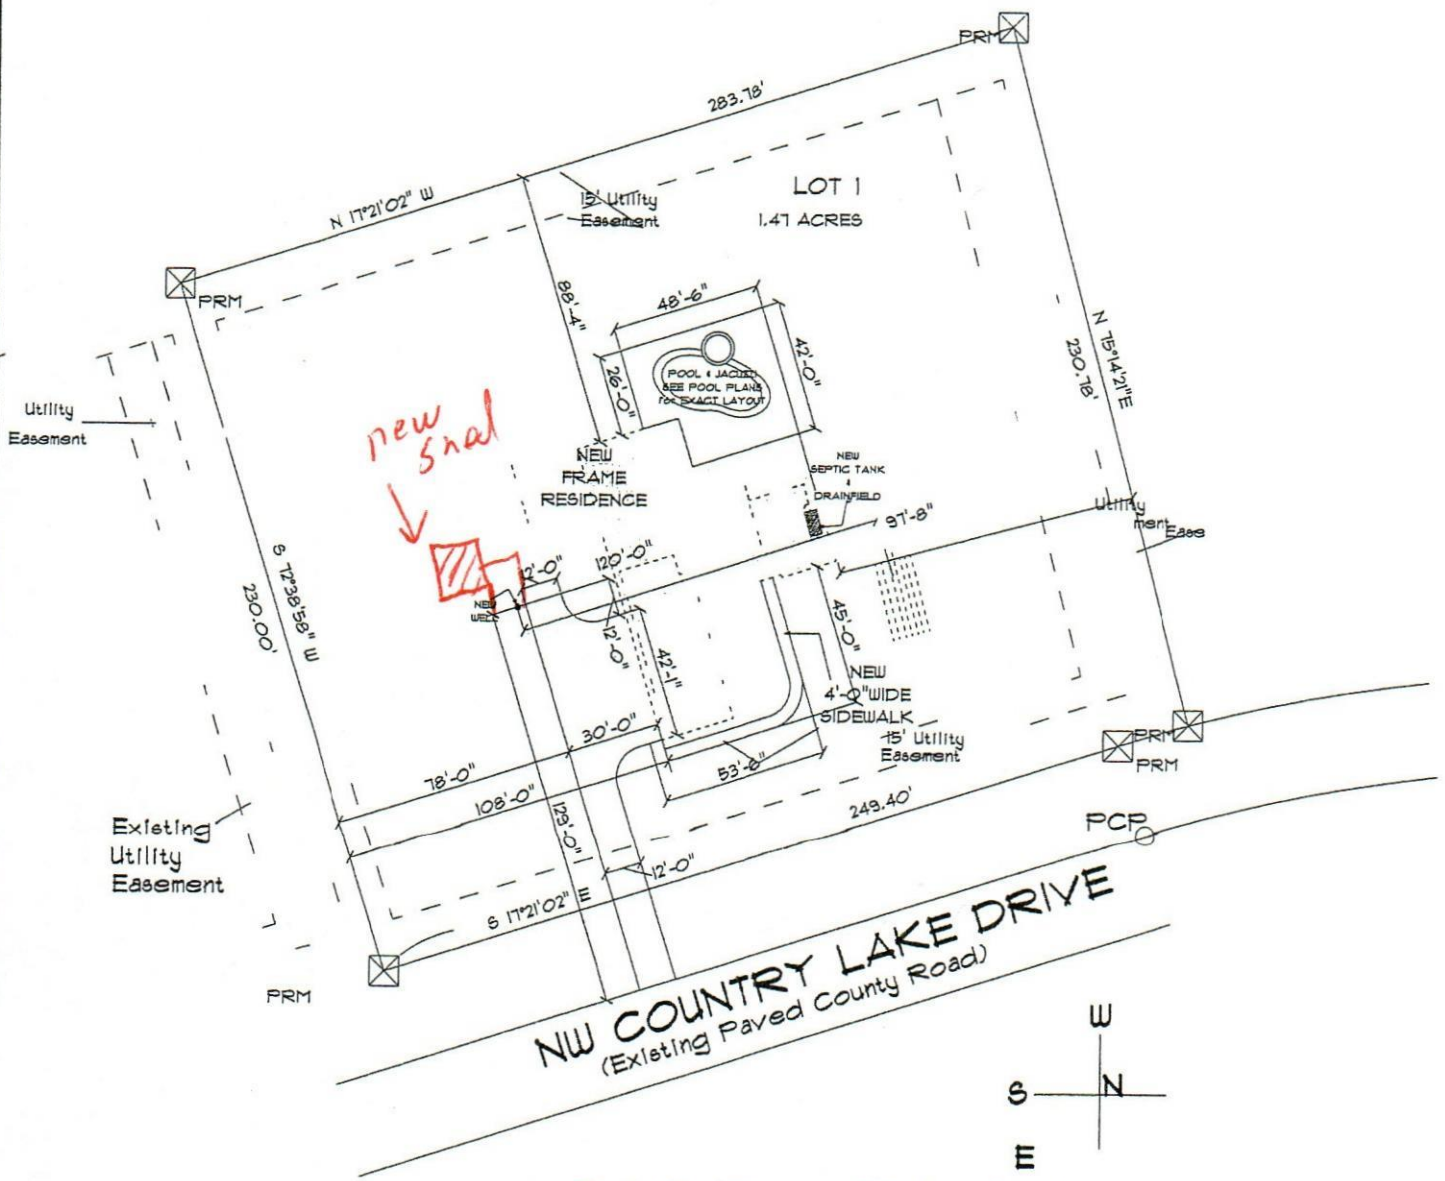 PRM
283.78'
15' Utility
Easement
LOT 1
1.47 ACRES
N 17°21'02" W
PRM
88'-4"
48'-6"
42'-0"
26'-0"
POOL & JACUZZI
SEE POOL PLANS
for EXACT LAYOUT
N 75°14'21" E
230.78'
Utility
Easement
new
NEW
FRAME
RESIDENCE
NEW
SEPTIC TANK
&
DRAINFIELD
97'-8"
Utility
Ease
ment
S 72°38'58" W
230.00'
12'-0"
120'-0"
NEW
WELL
12'-0"
42'-1"
45'-0"
NEW
4'-0" WIDE
SIDEWALK
15' Utility
Easement
30'-0"
78'-0"
108'-0"
53'-6"
129'-0"
12'-0"
249.40'
PRM
PRM
PCP
Existing
Utility
Easement
S 17°21'02" E
PRM
NW COUNTRY LAKE DRIVE
(Existing Paved County Road)
W
S
N
E